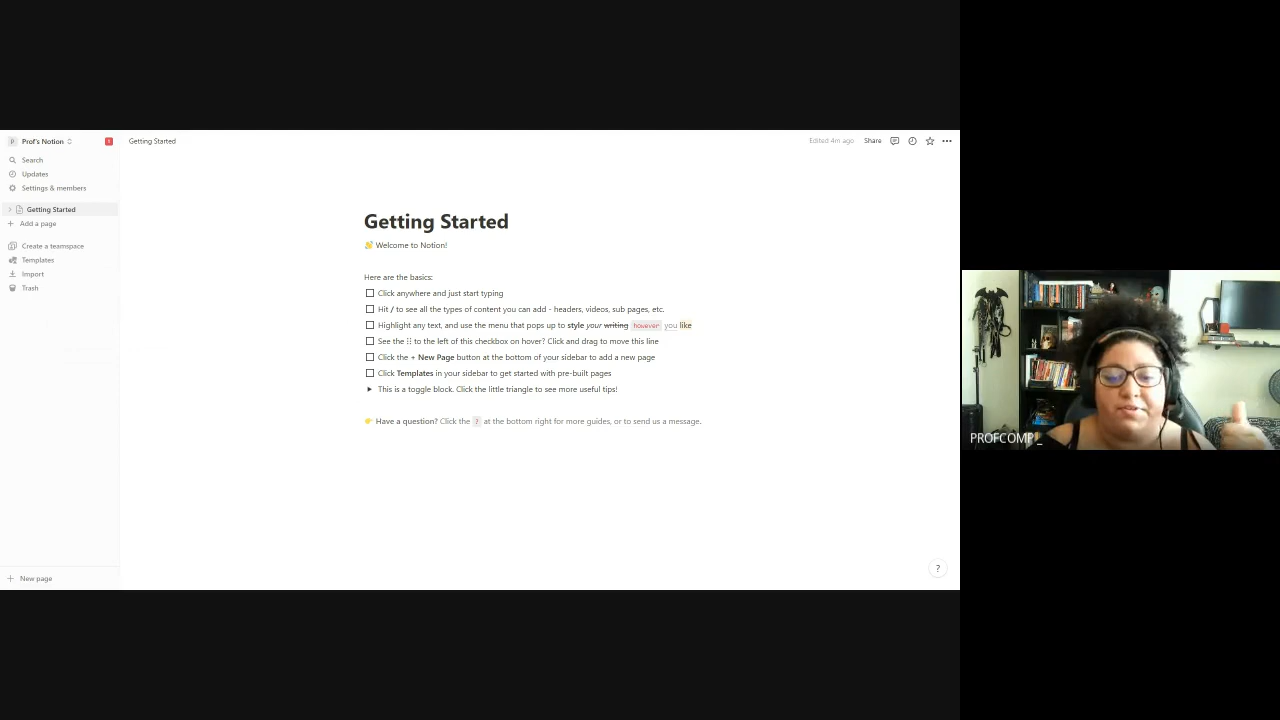 P Prof's Notion
Search
Updates
Settings & members
Getting Started
Add a page
Create a teamspace
Templates
Import
Trash
New page
Getting Started
Edited 4m ago
Share
Getting Started
👋 Welcome to Notion!
Here are the basics:
Click anywhere and just start typing
Hit / to see all the types of content you can add - headers, videos, sub pages, etc.
Highlight any text, and use the menu that pops up to style your writing however you like
See the ⋮⋮ to the left of this checkbox on hover? Click and drag to move this line
Click the + New Page button at the bottom of your sidebar to add a new page
Click Templates in your sidebar to get started with pre-built pages
This is a toggle block. Click the little triangle to see more useful tips!
👉 Have a question? Click the ? at the bottom right for more guides, or to send us a message.
?
PROFCOMP_